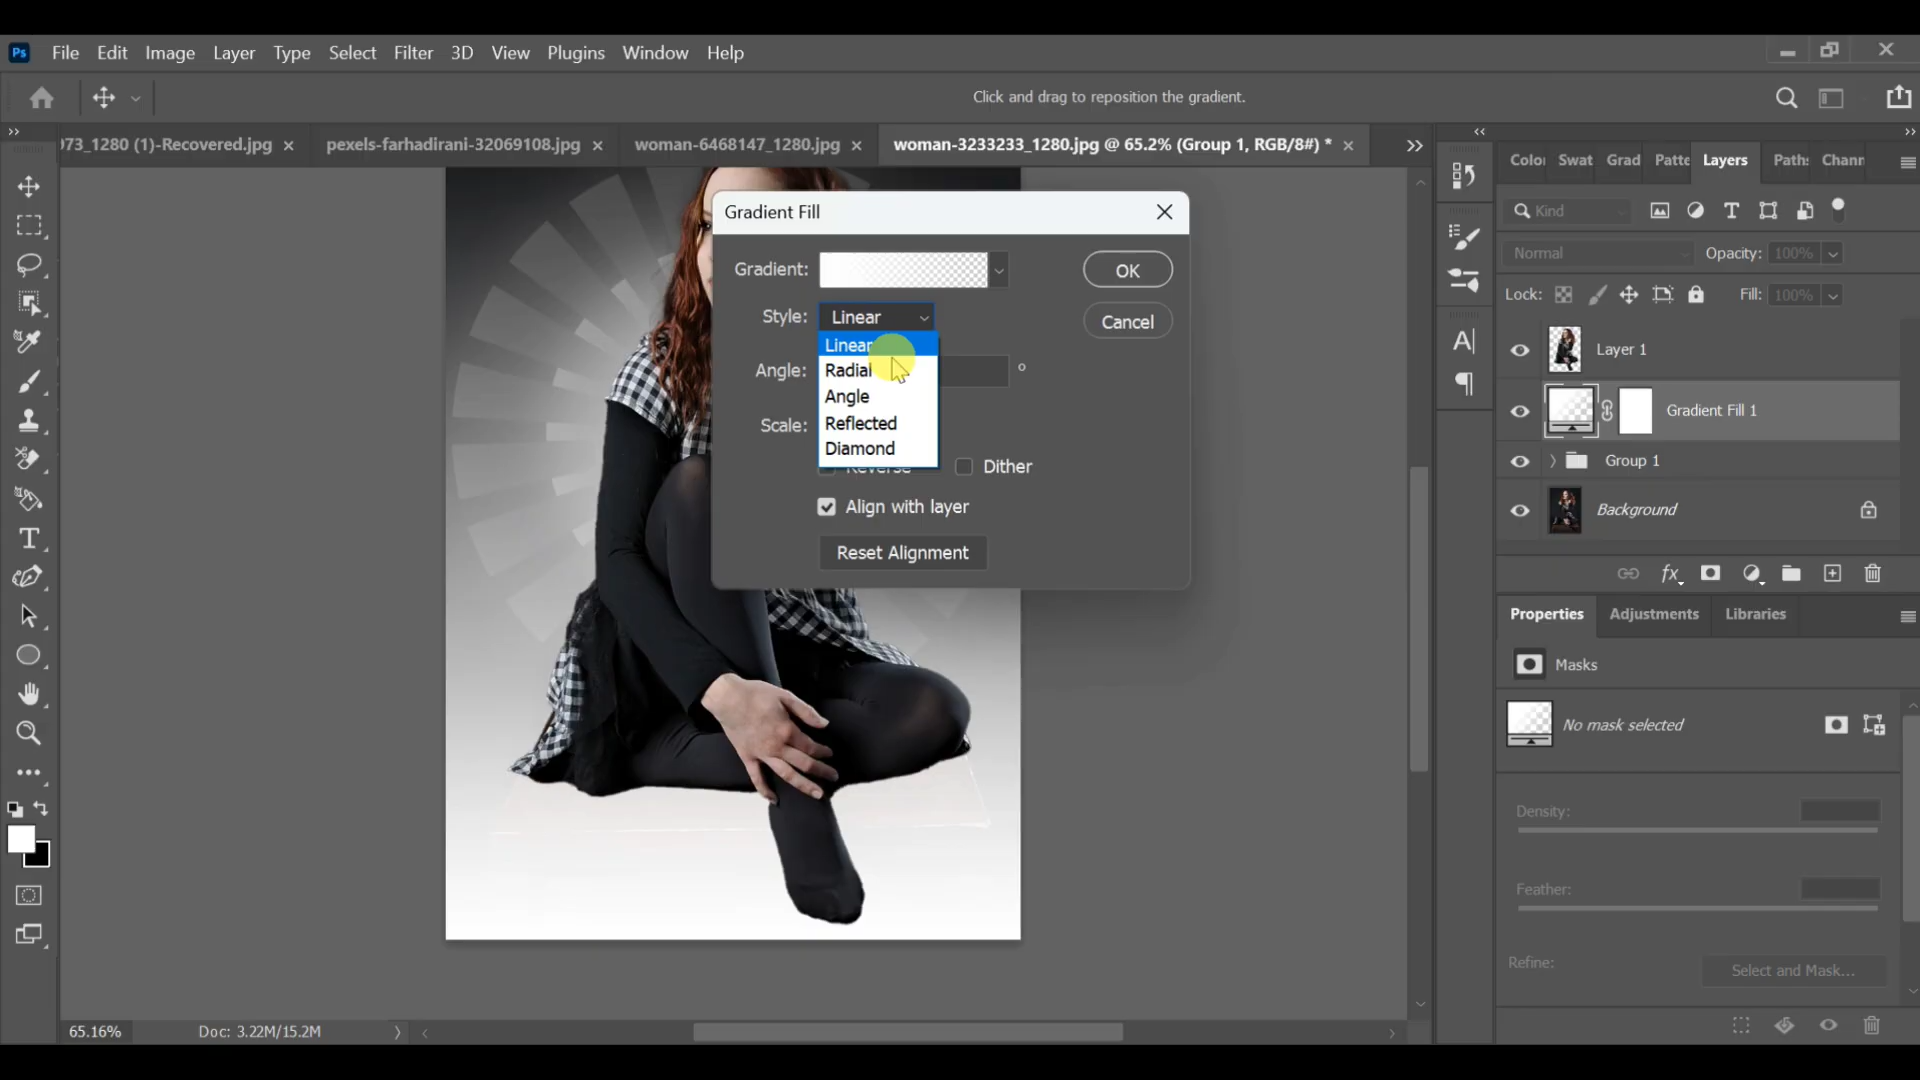 Ps File Edit Image Layer Type Select Filter 3D View Plugins Window Help
Click and drag to reposition the gradient.
973_1280 (1)-Recovered.jpg × pexels-farhadirani-32069108.jpg × woman-6468147_1280.jpg × woman-3233233_1280.jpg @ 65.2% (Group 1, RGB/8#) * ×
Gradient Fill
Gradient:
OK
Style: Linear
Cancel
Linear
Angle: Radial °
Angle
Scale: Reflected
Diamond
Reverse Dither
Align with layer
Reset Alignment
Colo Swat Grad Patte Layers Paths Chann
Kind
Normal Opacity: 100%
Lock: Fill: 100%
Layer 1
Gradient Fill 1
Group 1
Background
fx
Properties Adjustments Libraries
Masks
No mask selected
Density:
Feather:
Refine: Select and Mask...
65.16% Doc: 3.22M/15.2M